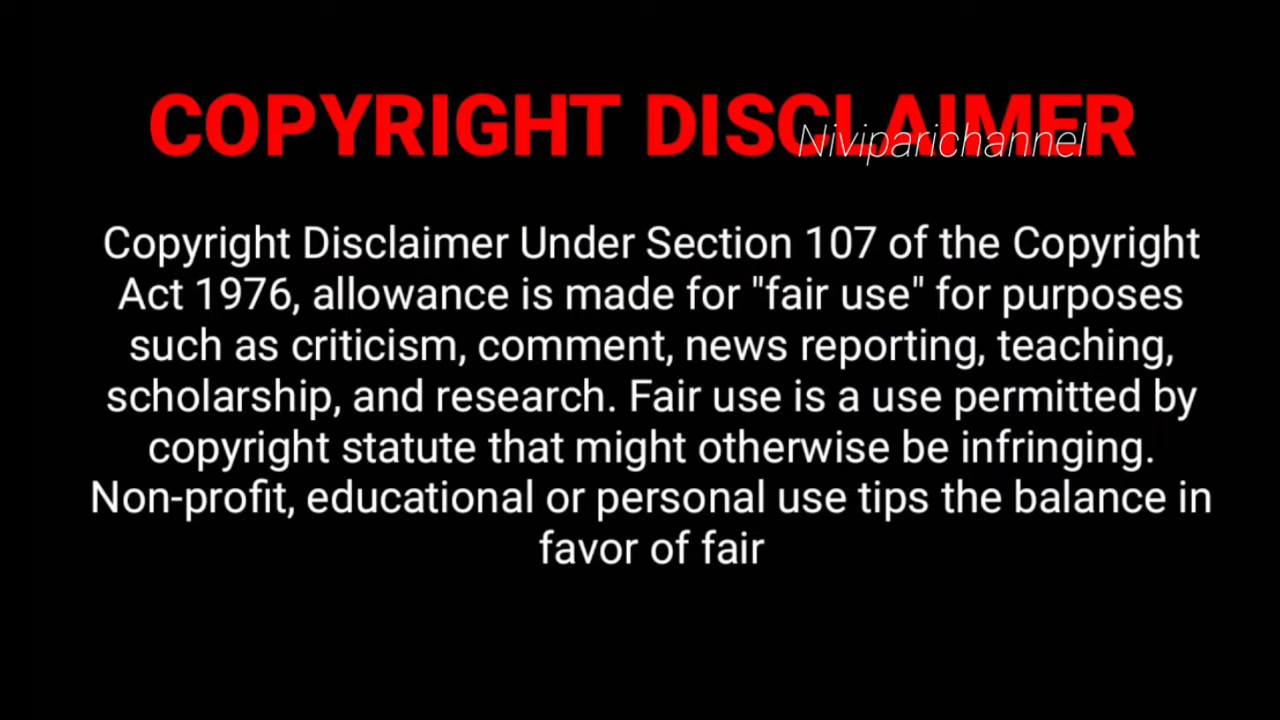 COPYRIGHT DISCLAIMER
Niviparichannel
Copyright Disclaimer Under Section 107 of the Copyright
Act 1976, allowance is made for "fair use" for purposes
such as criticism, comment, news reporting, teaching,
scholarship, and research. Fair use is a use permitted by
copyright statute that might otherwise be infringing.
Non-profit, educational or personal use tips the balance in
favor of fair